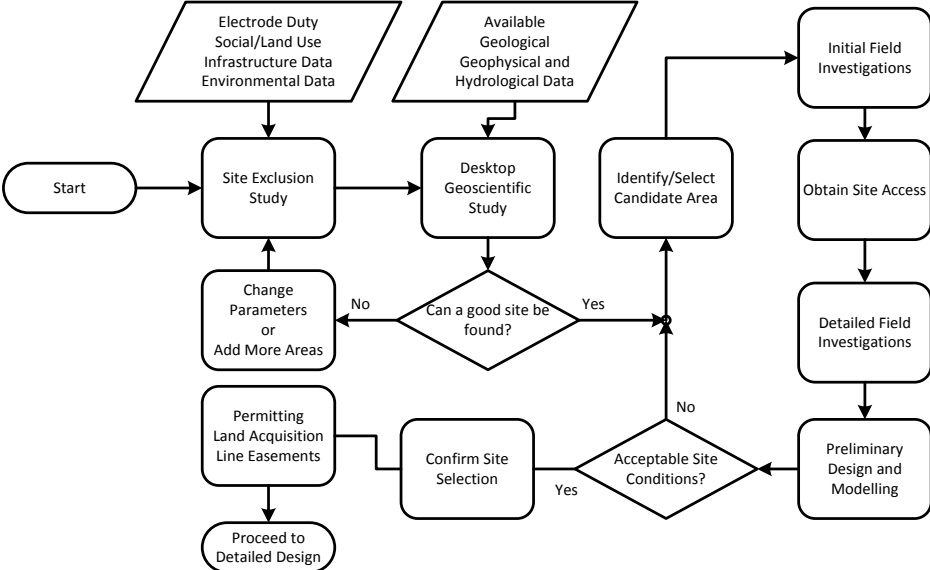 Electrode Duty
Social/Land Use
Infrastructure Data
Environmental Data
Available
Geological
Geophysical and
Hydrological Data
Initial Field
Investigations
Start
Site Exclusion
Study
Desktop
Geoscientific
Study
Identify/Select
Candidate Area
Obtain Site Access
Change
Parameters
or
Add More Areas
No
Can a good site be
found?
Yes
Detailed Field
Investigations
Permitting
Land Acquisition
Line Easements
Confirm Site
Selection
Yes
Acceptable Site
Conditions?
No
Preliminary
Design and
Modelling
Proceed to
Detailed Design